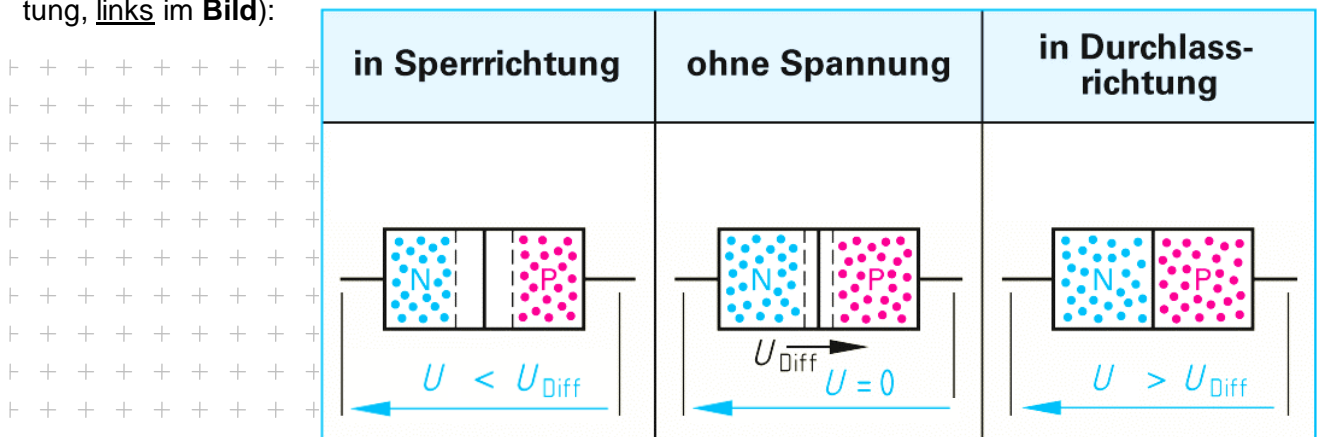 tung, links im Bild):
in Sperrrichtung
ohne Spannung
in Durchlass-
richtung
N P
N P
N P
U < U Diff
U Diff
U = 0
U > U Diff